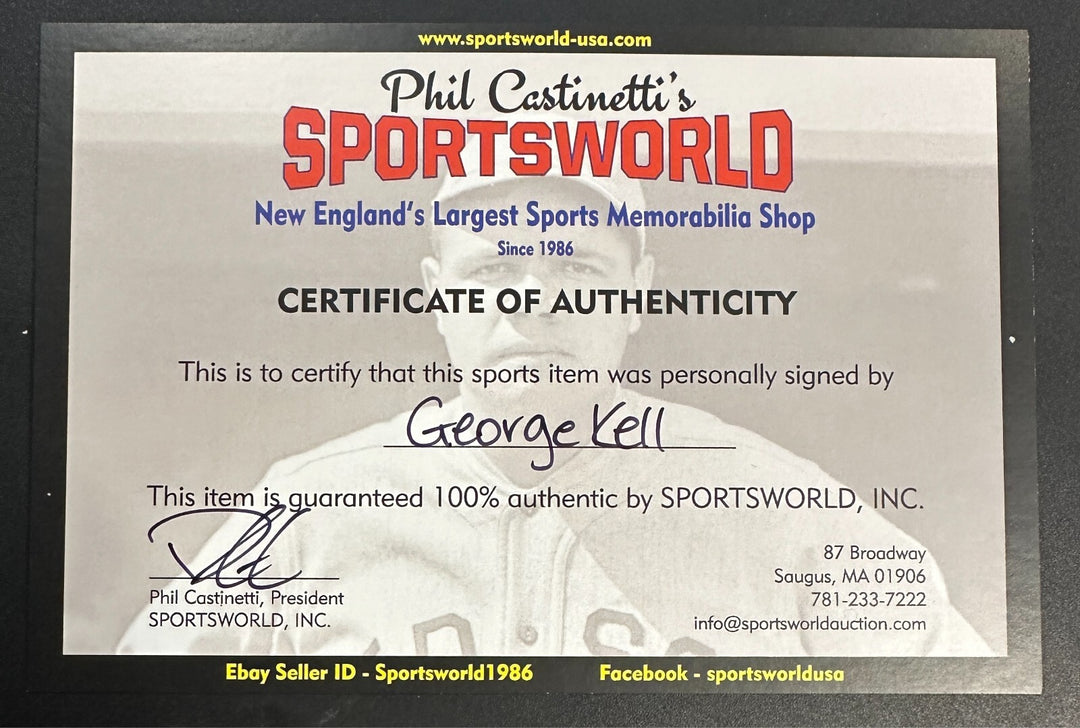 www.sportsworld-usa.com
Phil Castinetti's
SPORTSWORLD
New England's Largest Sports Memorabilia Shop
Since 1986
CERTIFICATE OF AUTHENTICITY
This is to certify that this sports item was personally signed by
George Kell
This item is guaranteed 100% authentic by SPORTSWORLD, INC.
Phil Castinetti, President
SPORTSWORLD, INC.
87 Broadway
Saugus, MA 01906
781-233-7222
info@sportsworldauction.com
Ebay Seller ID - Sportsworld1986 Facebook - sportsworldusa